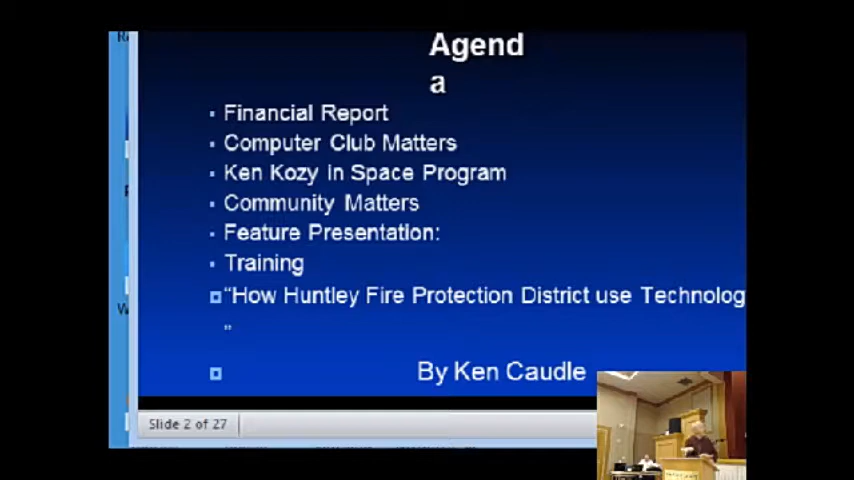 Agend
a
Financial Report
Computer Club Matters
Ken Kozy In Space Program
Community Matters
Feature Presentation:
Training
“How Huntley Fire Protection District use Technolog
”
By Ken Caudle
Slide 2 of 27